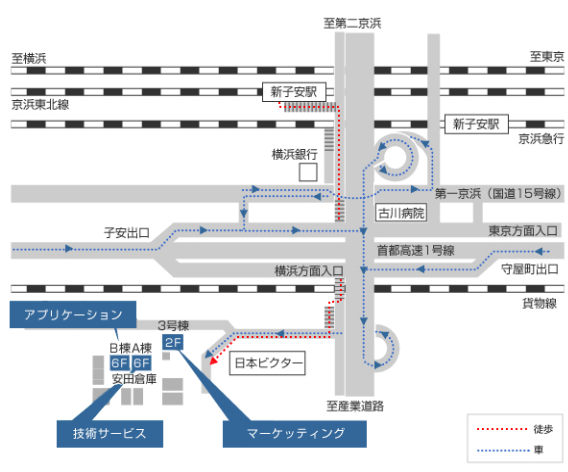 至第二京浜
至横浜
至東京
新子安駅
京浜東北線
新子安駅
京浜急行
横浜銀行
第一京浜（国道15号線）
古川病院
子安出口
東京方面入口
首都高速1号線
横浜方面入口
守屋町出口
貨物線
アプリケーション
3号棟
2F
B棟A棟
6F
6F
日本ビクター
安田倉庫
至産業道路
技術サービス
マーケッティング
徒歩
車